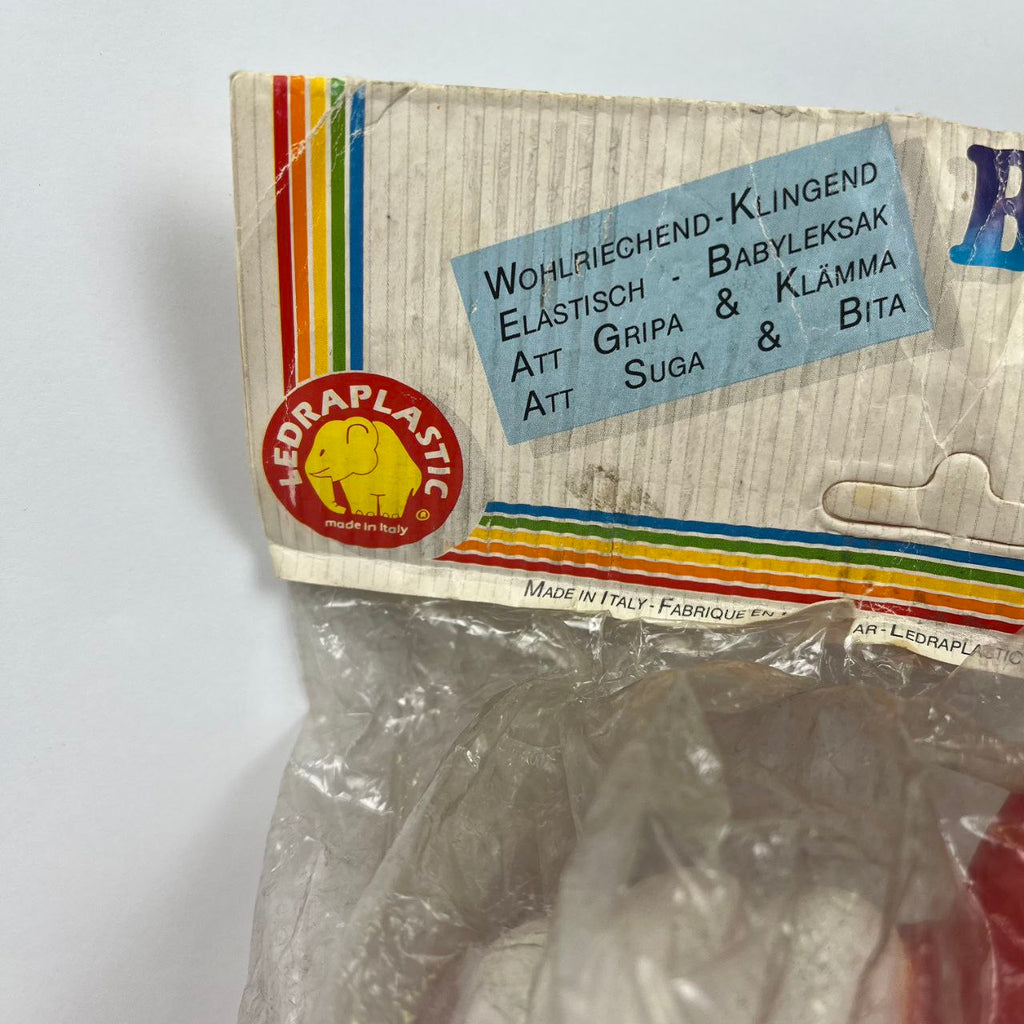 WOHLRIECHEND-KLINGEND
ELASTISCH - BABYLEKSAK
ATT GRIPA & KLÄMMA
ATT SUGA & BITA
LEDRAPLASTIC
made in Italy
MADE IN ITALY-FABRIQUE EN
AR-LEDRAPLASTIC